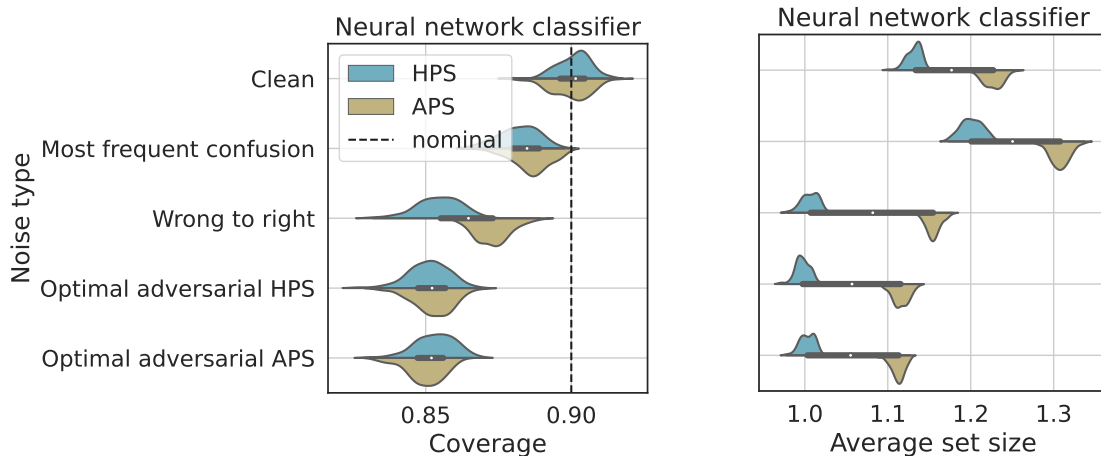 Neural network classifier
Neural network classifier
HPS
APS
nominal
Noise type
Clean
Most frequent confusion
Wrong to right
Optimal adversarial HPS
Optimal adversarial APS
0.85
0.90
Coverage
1.0
1.1
1.2
1.3
Average set size